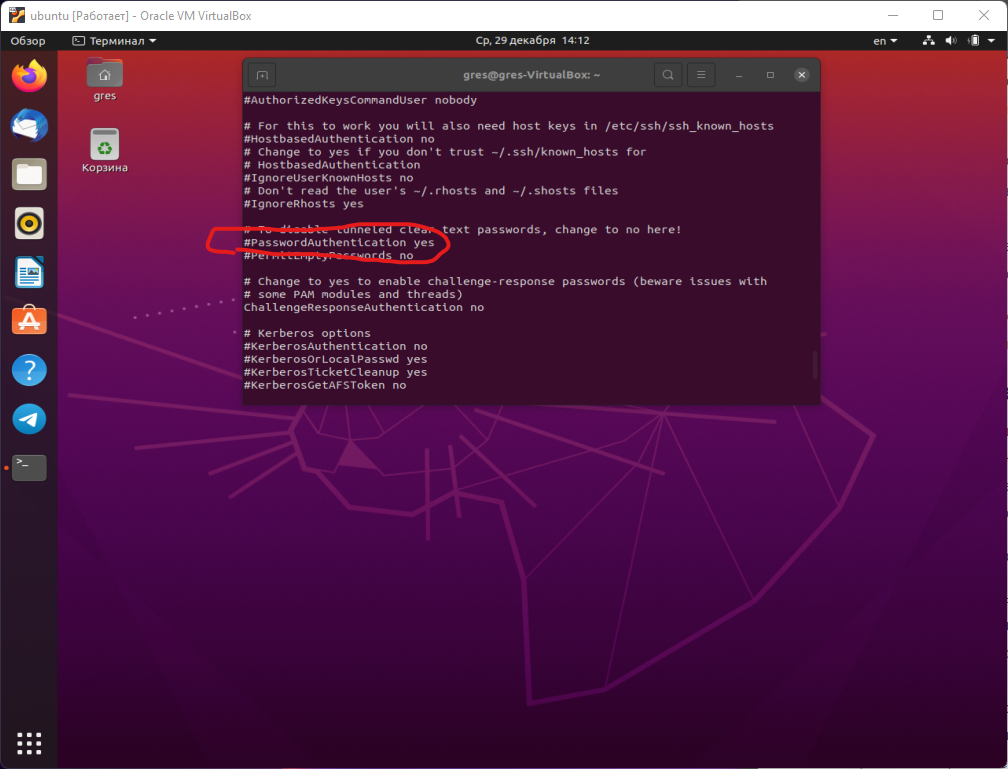 ubuntu [Работает] - Oracle VM VirtualBox
Обзор Терминал Ср, 29 декабря 14:12 en
gres
Корзина
gres@gres-VirtualBox: ~
#AuthorizedKeysCommandUser nobody
# For this to work you will also need host keys in /etc/ssh/ssh_known_hosts
#HostbasedAuthentication no
# Change to yes if you don't trust ~/.ssh/known_hosts for
# HostbasedAuthentication
#IgnoreUserKnownHosts no
# Don't read the user's ~/.rhosts and ~/.shosts files
#IgnoreRhosts yes
# To disable tunneled clear text passwords, change to no here!
#PasswordAuthentication yes
#PermitEmptyPasswords no
# Change to yes to enable challenge-response passwords (beware issues with
# some PAM modules and threads)
ChallengeResponseAuthentication no
# Kerberos options
#KerberosAuthentication no
#KerberosOrLocalPasswd yes
#KerberosTicketCleanup yes
#KerberosGetAFSToken no